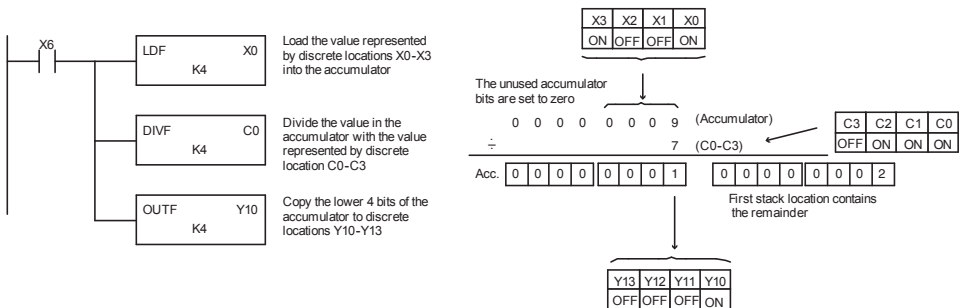 X6
LDF X0
K4
Load the value represented
by discrete locations X0-X3
into the accumulator
DIVF C0
K4
Divide the value in the
accumulator with the value
represented by discrete
location C0-C3
OUTF Y10
K4
Copy the lower 4 bits of the
accumulator to discrete
locations Y10-Y13
X3 X2 X1 X0
ON OFF OFF ON
The unused accumulator
bits are set to zero
0 0 0 0 0 0 0 9 (Accumulator)
÷ 7 (C0-C3)
C3 C2 C1 C0
OFF ON ON ON
Acc. 0 0 0 0 0 0 0 1 0 0 0 0 0 0 0 2
First stack location contains
the remainder
Y13 Y12 Y11 Y10
OFF OFF OFF ON